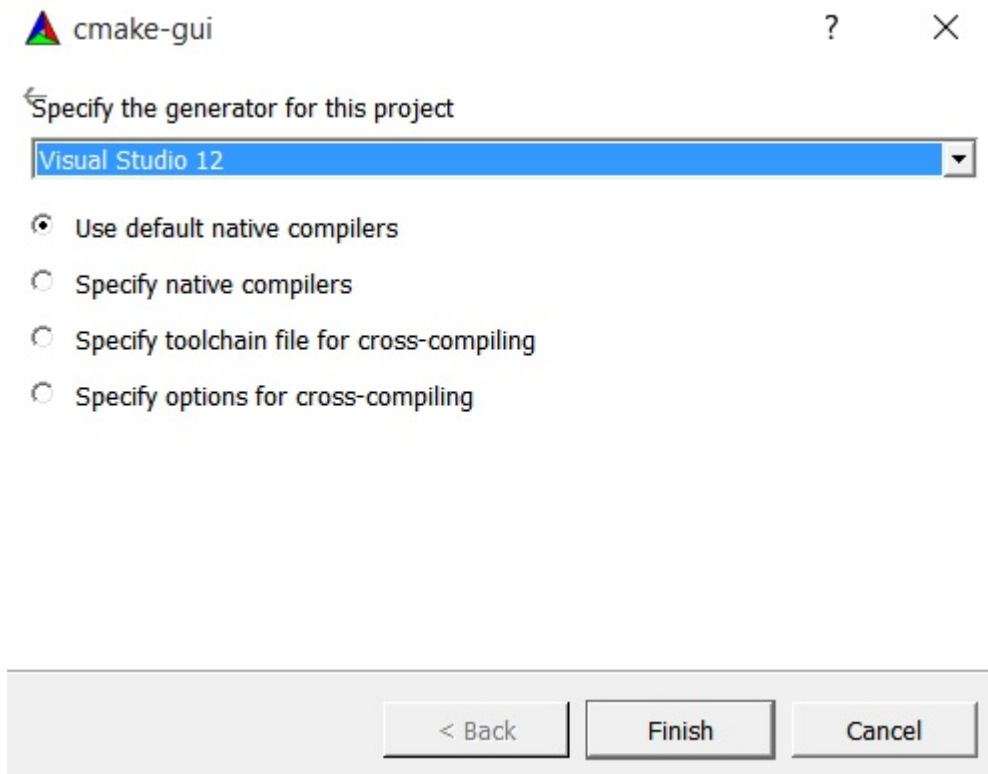 cmake-gui ?
Specify the generator for this project
Visual Studio 12
Use default native compilers
Specify native compilers
Specify toolchain file for cross-compiling
Specify options for cross-compiling
< Back Finish Cancel